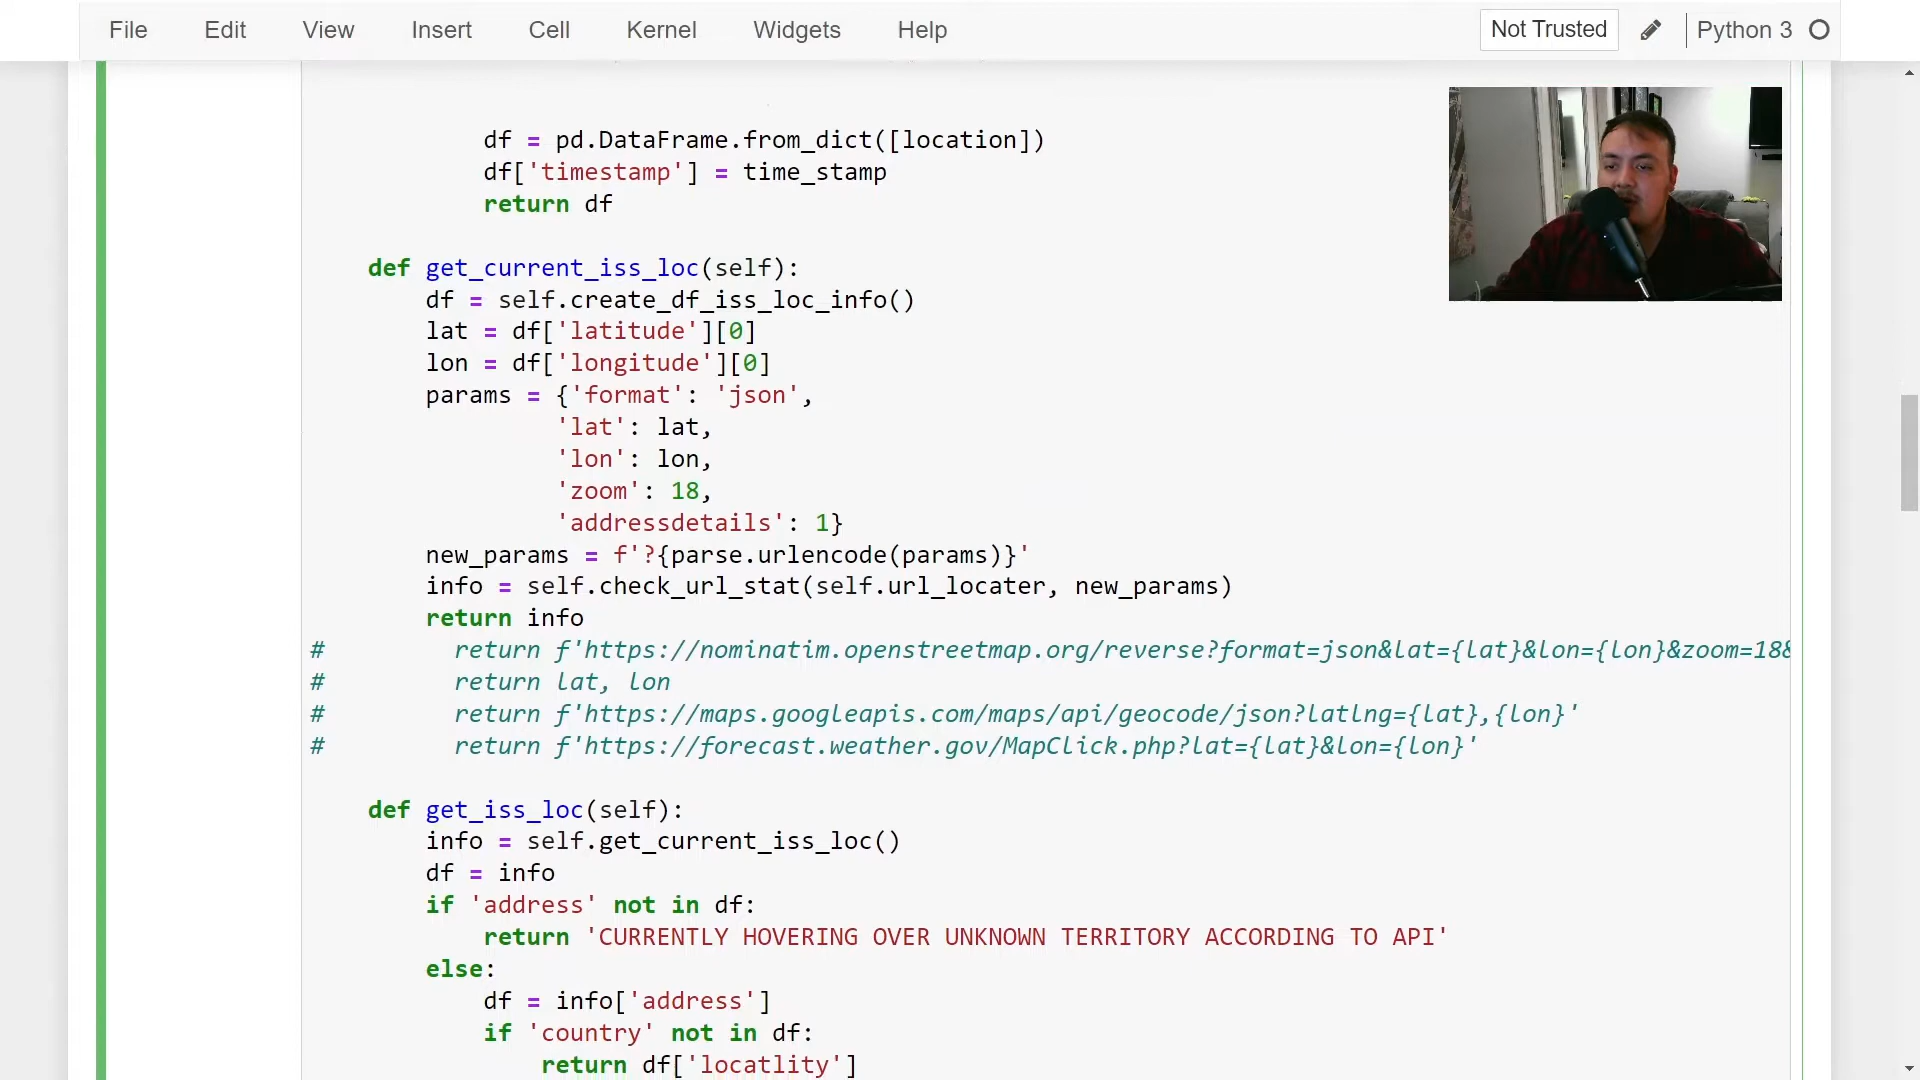 File Edit View Insert Cell Kernel Widgets Help Not Trusted Python 3
df = pd.DataFrame.from_dict([location])
df['timestamp'] = time_stamp
return df
def get_current_iss_loc(self):
df = self.create_df_iss_loc_info()
lat = df['latitude'][0]
lon = df['longitude'][0]
params = {'format': 'json',
'lat': lat,
'lon': lon,
'zoom': 18,
'addressdetails': 1}
new_params = f'?{parse.urlencode(params)}'
info = self.check_url_stat(self.url_locater, new_params)
return info
# return f'https://nominatim.openstreetmap.org/reverse?format=json&lat={lat}&lon={lon}&zoom=18&
# return lat, lon
# return f'https://maps.googleapis.com/maps/api/geocode/json?latlng={lat},{lon}'
# return f'https://forecast.weather.gov/MapClick.php?lat={lat}&lon={lon}'
def get_iss_loc(self):
info = self.get_current_iss_loc()
df = info
if 'address' not in df:
return 'CURRENTLY HOVERING OVER UNKNOWN TERRITORY ACCORDING TO API'
else:
df = info['address']
if 'country' not in df:
return df['locatlity']